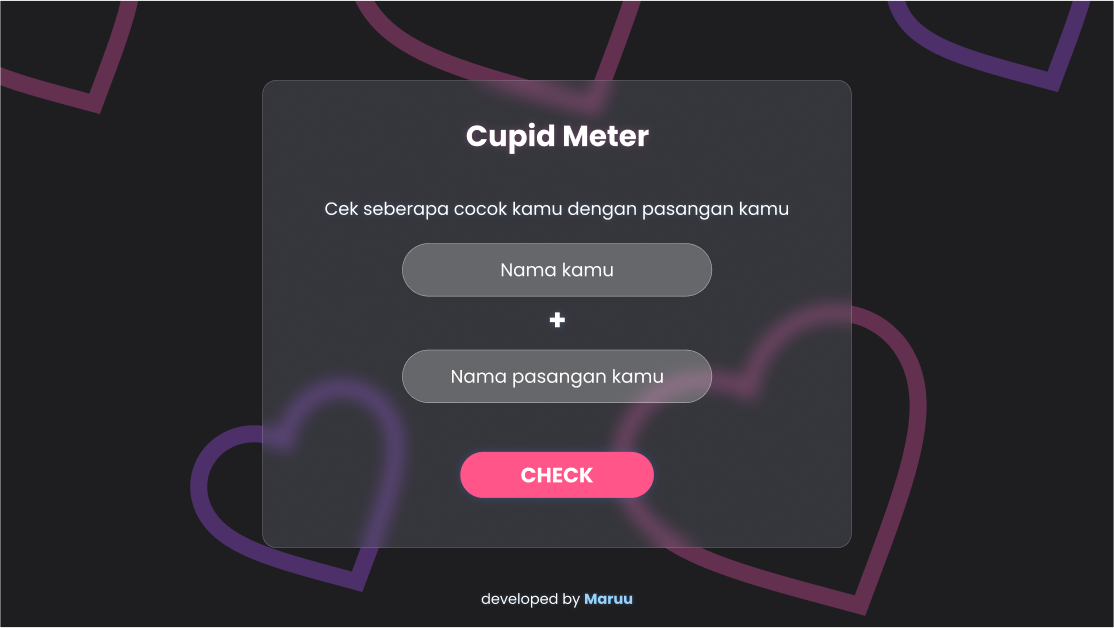 Cupid Meter
Cek seberapa cocok kamu dengan pasangan kamu
Nama kamu
+
Nama pasangan kamu
CHECK
developed by Maruu